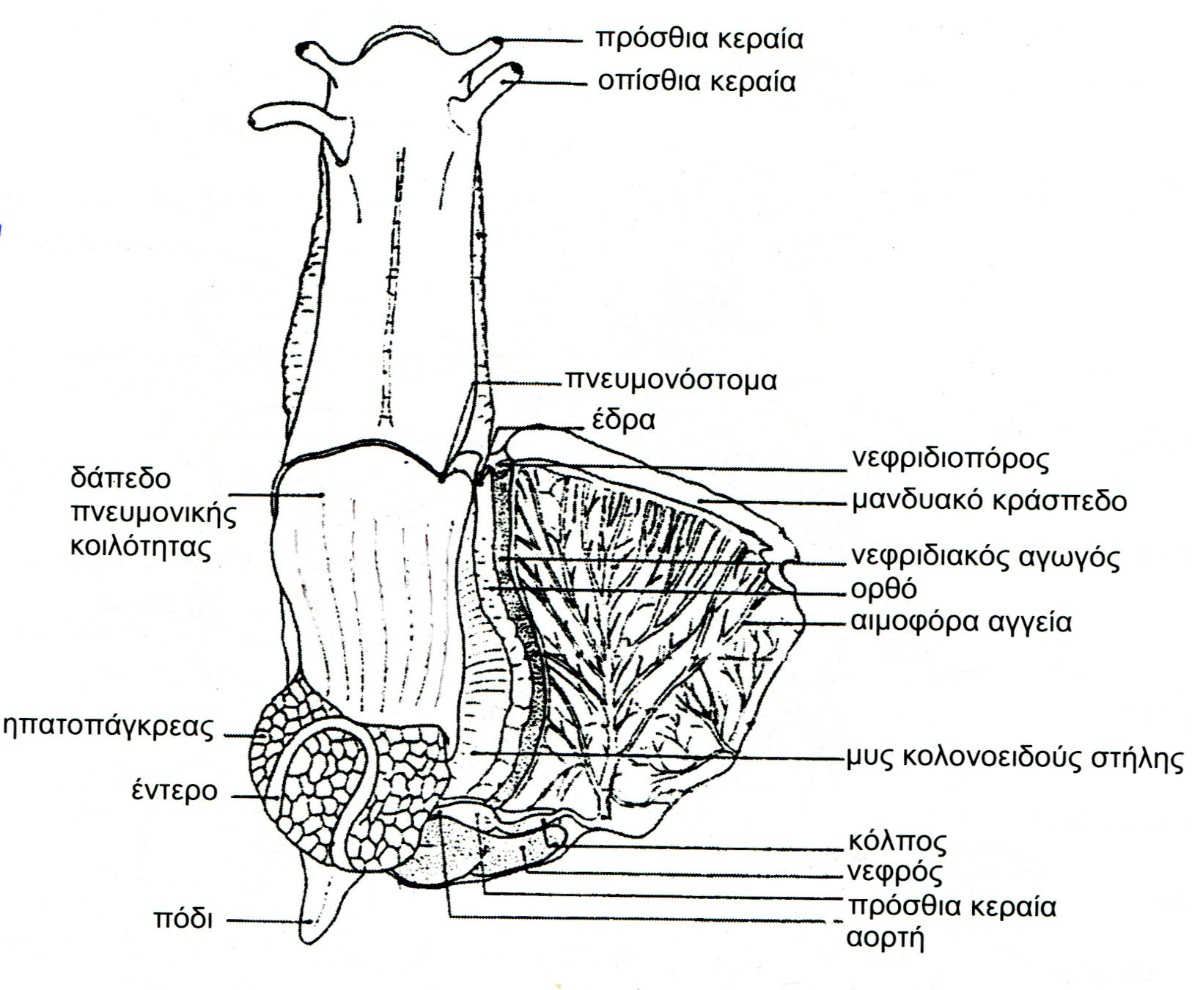 πρόσθια κεραία
οπίσθια κεραία
πνευμονόστομα
έδρα
νεφριδιοπόρος
μανδυακό κράσπεδο
νεφριδιακός αγωγός
ορθό
αιμοφόρα αγγεία
δάπεδο
πνευμονικής
κοιλότητας
ηπατοπάγκρεας
έντερο
πόδι
μυς κολονοειδούς στήλης
κόλπος
νεφρός
πρόσθια κεραία
αορτή